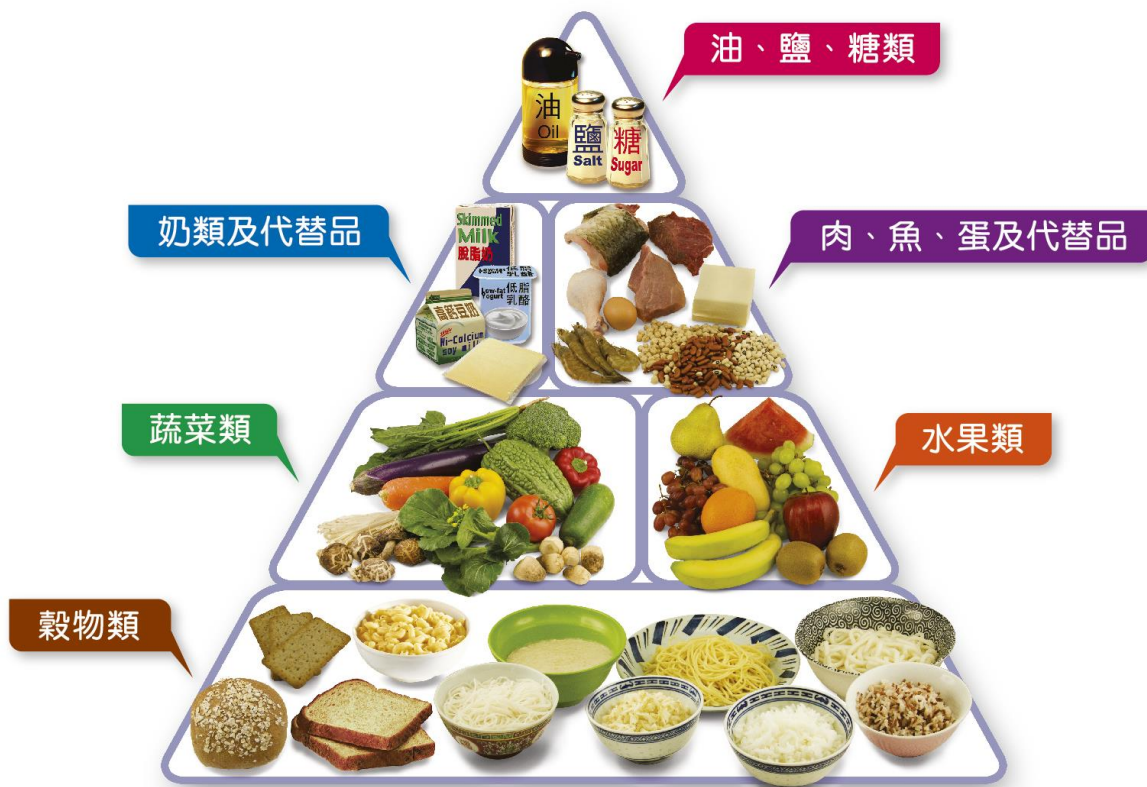 油、鹽、糖類
油
Oil
鹽
Salt
糖
Sugar
奶類及代替品
Skimmed
Milk
脫脂奶
Low-fat
Yogurt
低脂
乳酪
高鈣豆奶
Hi-Calcium
soy milk
肉、魚、蛋及代替品
蔬菜類
水果類
穀物類